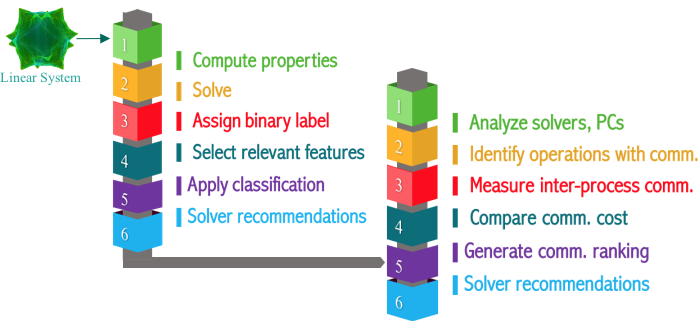 Linear System
1
Compute properties
2
Solve
3
Assign binary label
4
Select relevant features
5
Apply classification
6
Solver recommendations
1
Analyze solvers, PCs
2
Identify operations with comm.
3
Measure inter-process comm.
4
Compare comm. cost
5
Generate comm. ranking
6
Solver recommendations